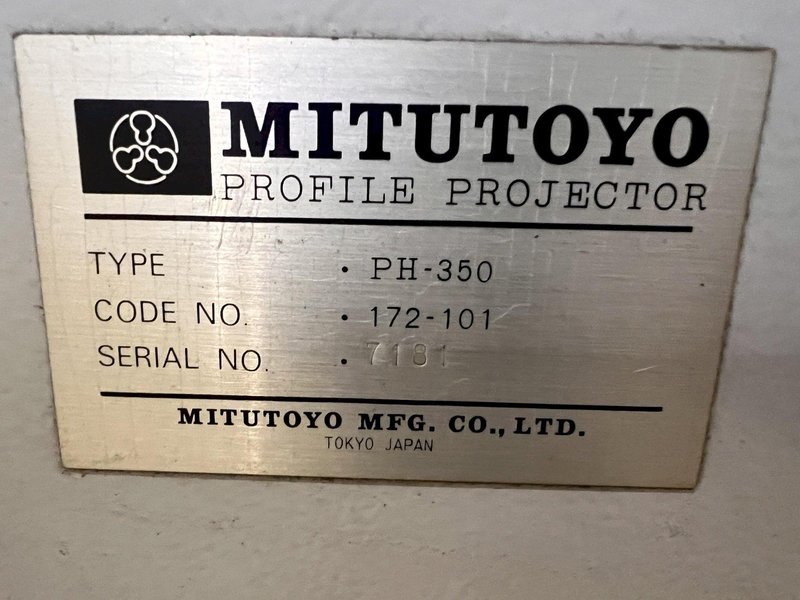 MITUTOYO
PROFILE PROJECTOR
TYPE · PH-350
CODE NO. · 172-101
SERIAL NO. · 7181
MITUTOYO MFG. CO., LTD.
TOKYO JAPAN